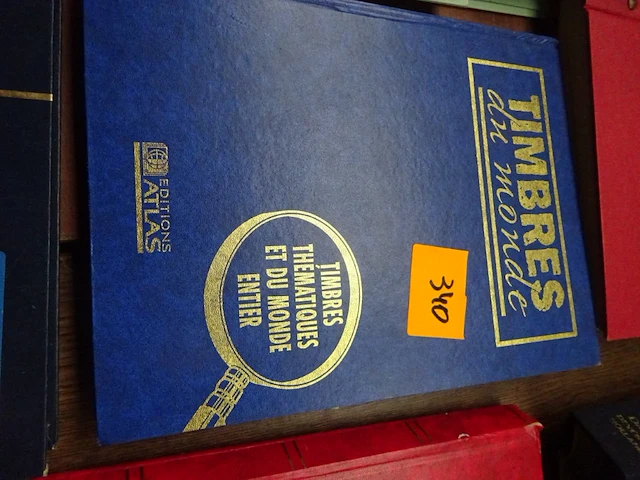 TIMBRES
du monde
340
TIMBRES
THÉMATIQUES
ET DU MONDE
ENTIER
EDITIONS
ATLAS